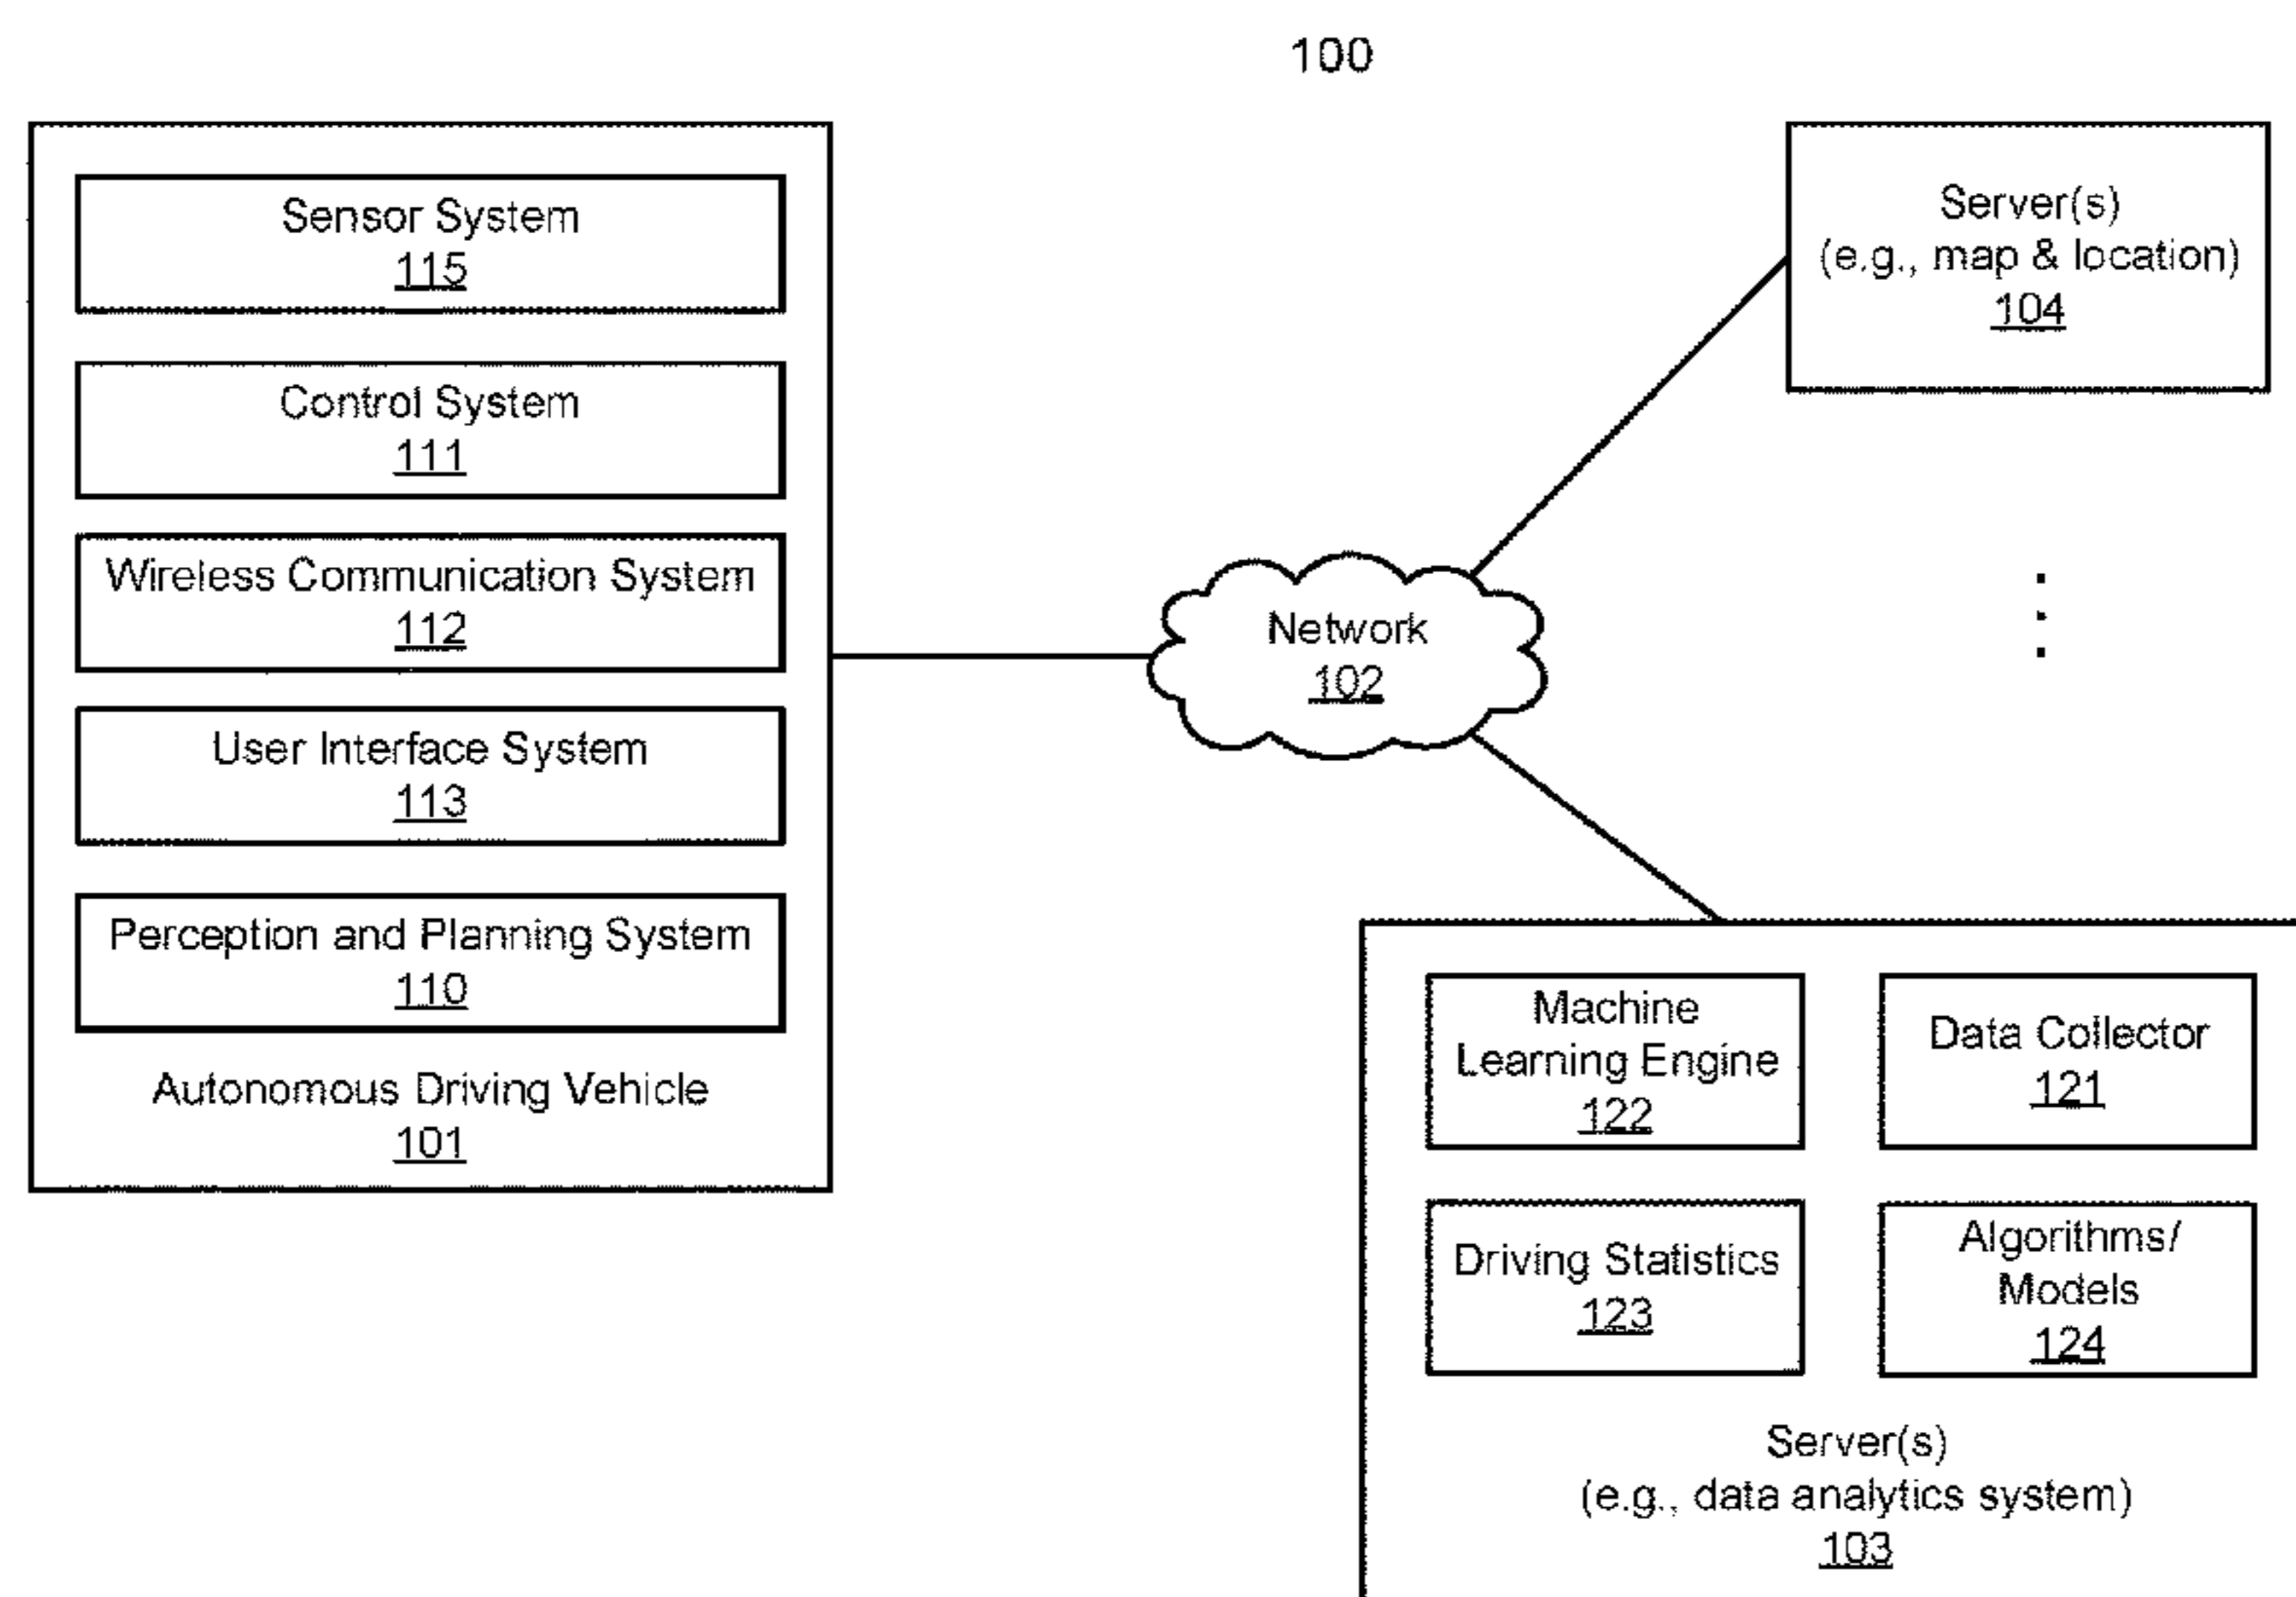 100
Sensor System
115
Control System
111
Wireless Communication System
112
User Interface System
113
Perception and Planning System
110
Autonomous Driving Vehicle
101
Network
102
Server(s)
(e.g., map & location)
104
Machine
Learning Engine
122
Data Collector
121
Driving Statistics
123
Algorithms/
Models
124
Server(s)
(e.g., data analytics system)
103